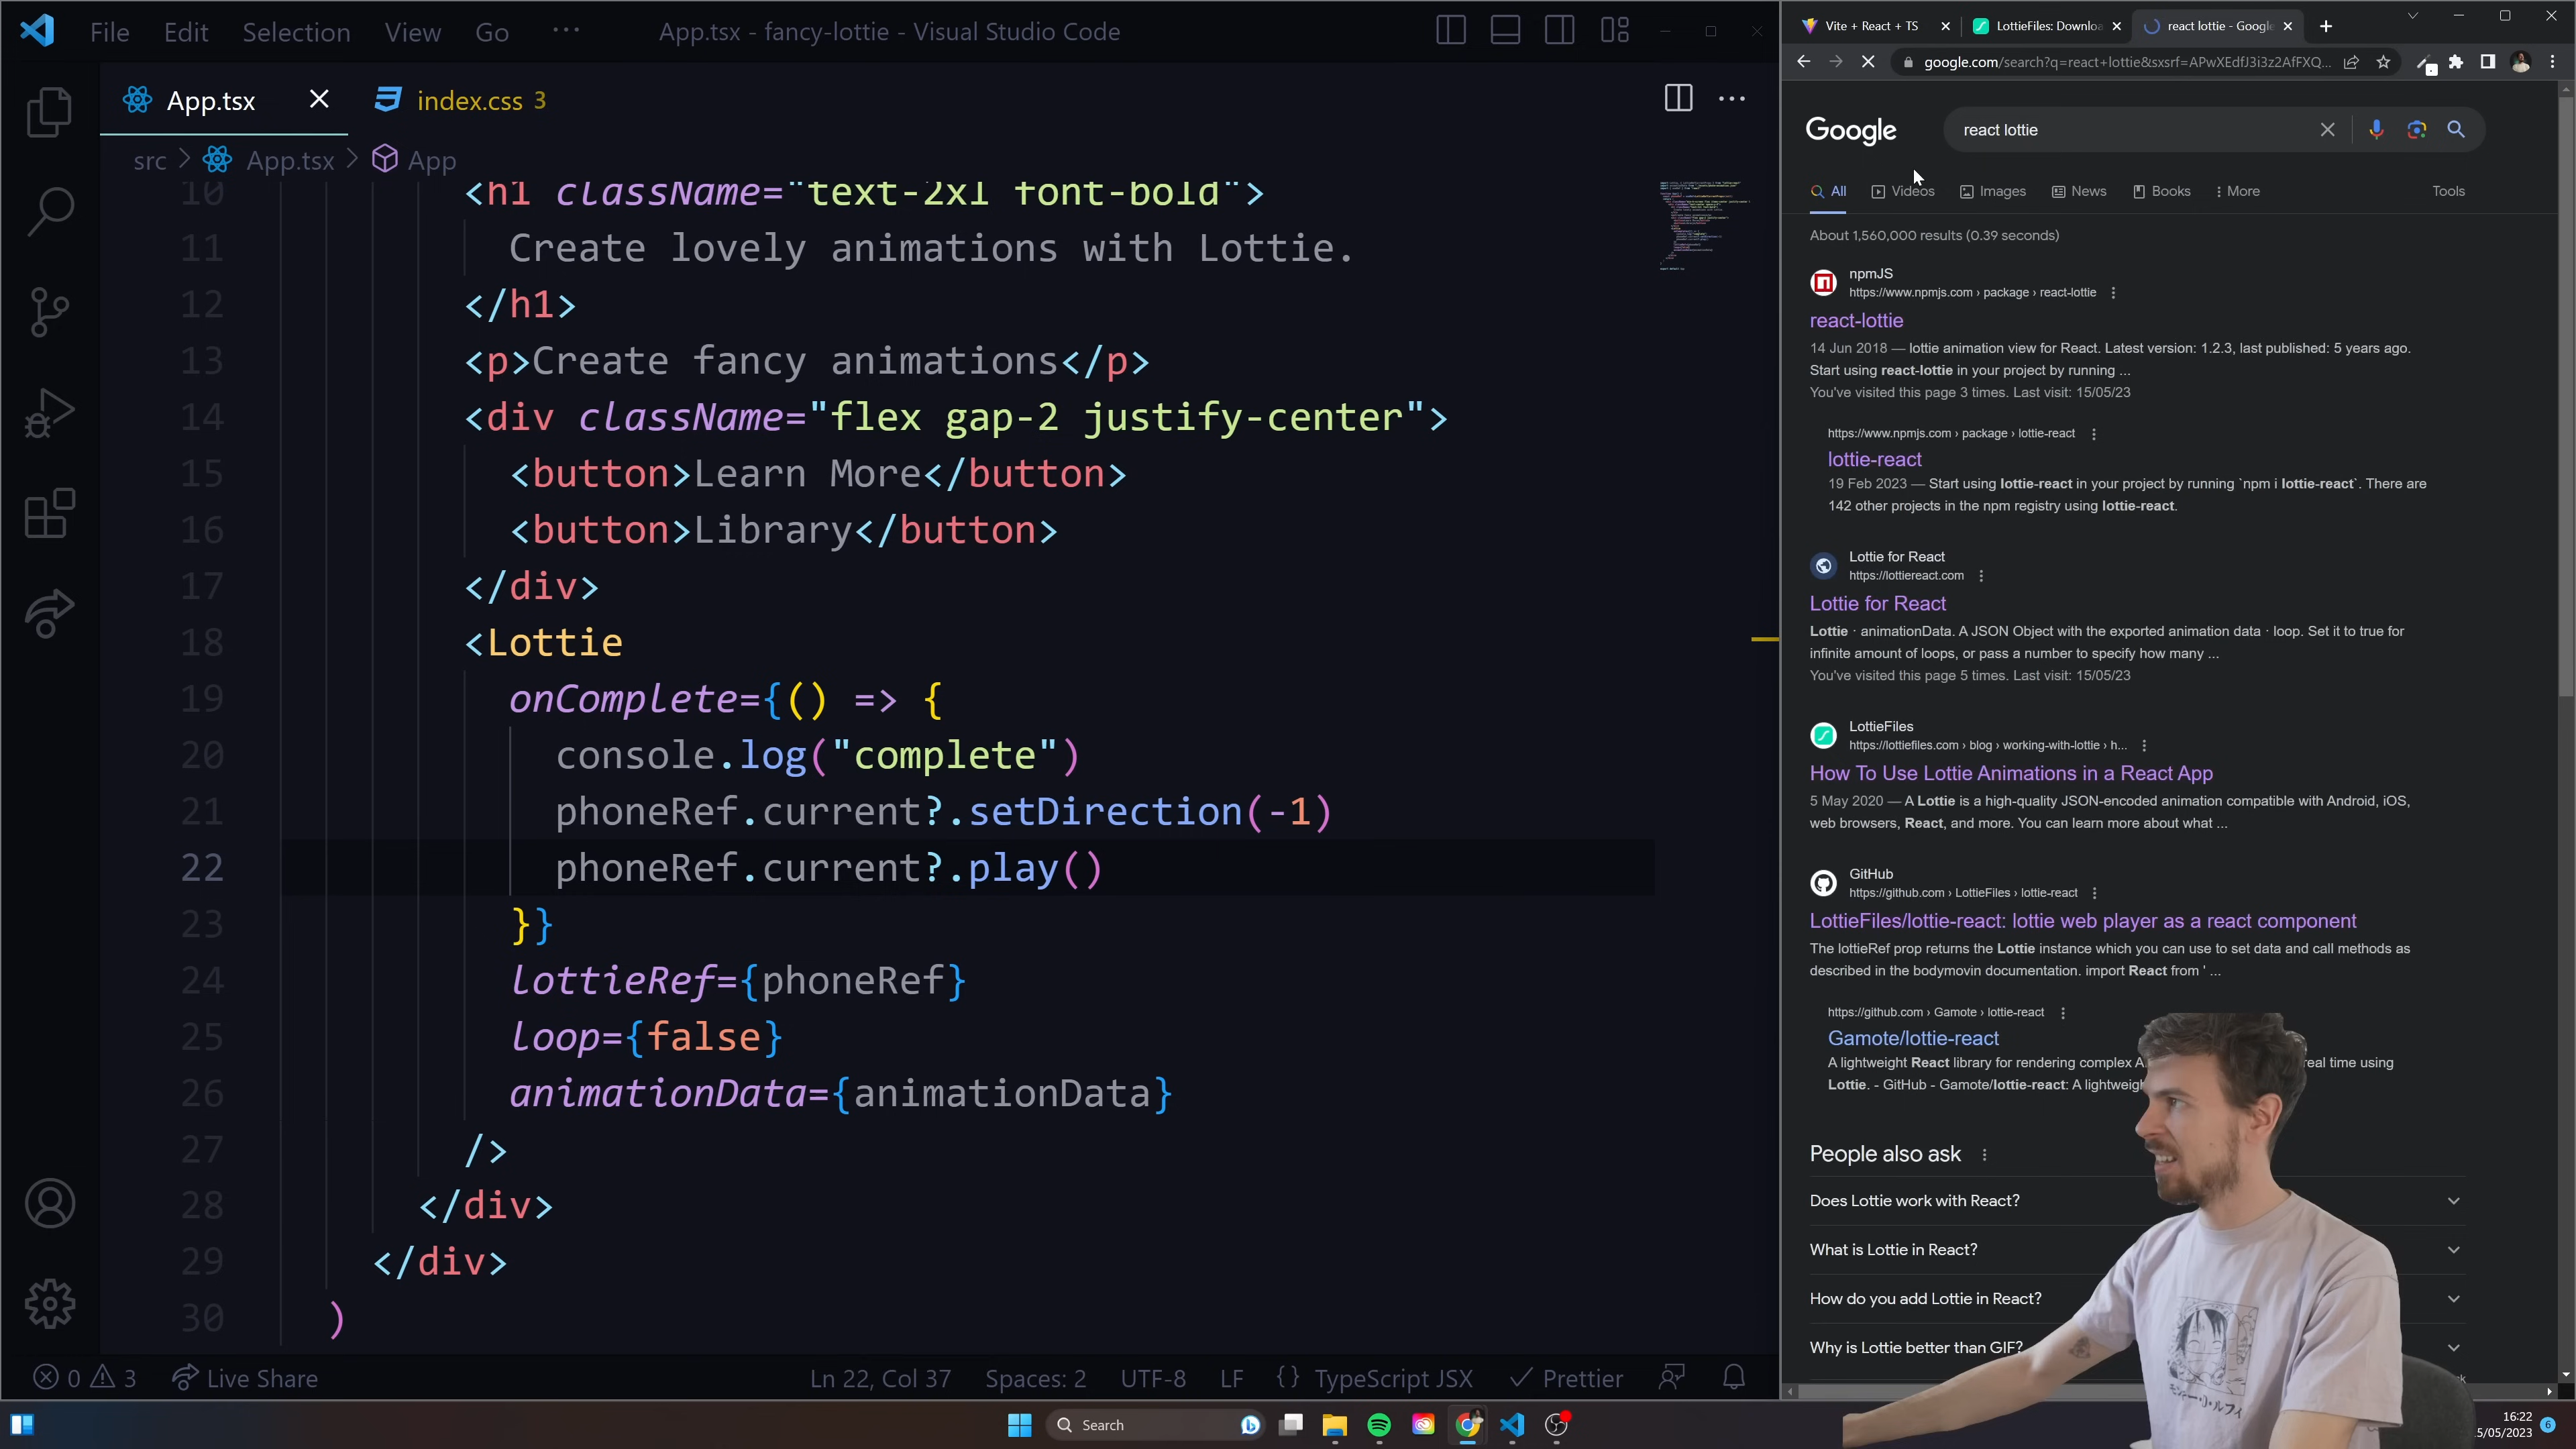 File Edit Selection View Go ··· App.tsx - fancy-lottie - Visual Studio Code
App.tsx
index.css 3
src > App.tsx > App
10 <h1 className="text-2xl font-bold">
11 Create lovely animations with Lottie.
12 </h1>
13 <p>Create fancy animations</p>
14 <div className="flex gap-2 justify-center">
15 <button>Learn More</button>
16 <button>Library</button>
17 </div>
18 <Lottie
19 onComplete={() => {
20 console.log("complete")
21 phoneRef.current?.setDirection(-1)
22 phoneRef.current?.play()
23 }}
24 lottieRef={phoneRef}
25 loop={false}
26 animationData={animationData}
27 />
28 </div>
29 </div>
30 )
0 3 Live Share Ln 22, Col 37 Spaces: 2 UTF-8 LF {} TypeScript JSX Prettier
Vite + React + TS
LottieFiles: Downloa
react lottie - Google
google.com/search?q=react+lottie&sxsrf=APwXEdfJ3i3z2AfFXQ...
Google
react lottie
All Videos Images News Books More Tools
About 1,560,000 results (0.39 seconds)
npmJS
https://www.npmjs.com › package › react-lottie
react-lottie
14 Jun 2018 — lottie animation view for React. Latest version: 1.2.3, last published: 5 years ago.
Start using react-lottie in your project by running ...
You've visited this page 3 times. Last visit: 15/05/23
https://www.npmjs.com › package › lottie-react
lottie-react
19 Feb 2023 — Start using lottie-react in your project by running `npm i lottie-react`. There are
142 other projects in the npm registry using lottie-react.
Lottie for React
https://lottiereact.com
Lottie for React
Lottie · animationData. A JSON Object with the exported animation data · loop. Set it to true for
infinite amount of loops, or pass a number to specify how many ...
You've visited this page 5 times. Last visit: 15/05/23
LottieFiles
https://lottiefiles.com › blog › working-with-lottie › h...
How To Use Lottie Animations in a React App
5 May 2020 — A Lottie is a high-quality JSON-encoded animation compatible with Android, iOS,
web browsers, React, and more. You can learn more about what ...
GitHub
https://github.com › LottieFiles › lottie-react
LottieFiles/lottie-react: lottie web player as a react component
The lottieRef prop returns the Lottie instance which you can use to set data and call methods as
described in the bodymovin documentation. import React from ' ...
https://github.com › Gamote › lottie-react
Gamote/lottie-react
A lightweight React library for rendering complex A real time using
Lottie. - GitHub - Gamote/lottie-react: A lightweigh
People also ask
Does Lottie work with React?
What is Lottie in React?
How do you add Lottie in React?
Why is Lottie better than GIF?
Search
16:22
5/05/2023
6